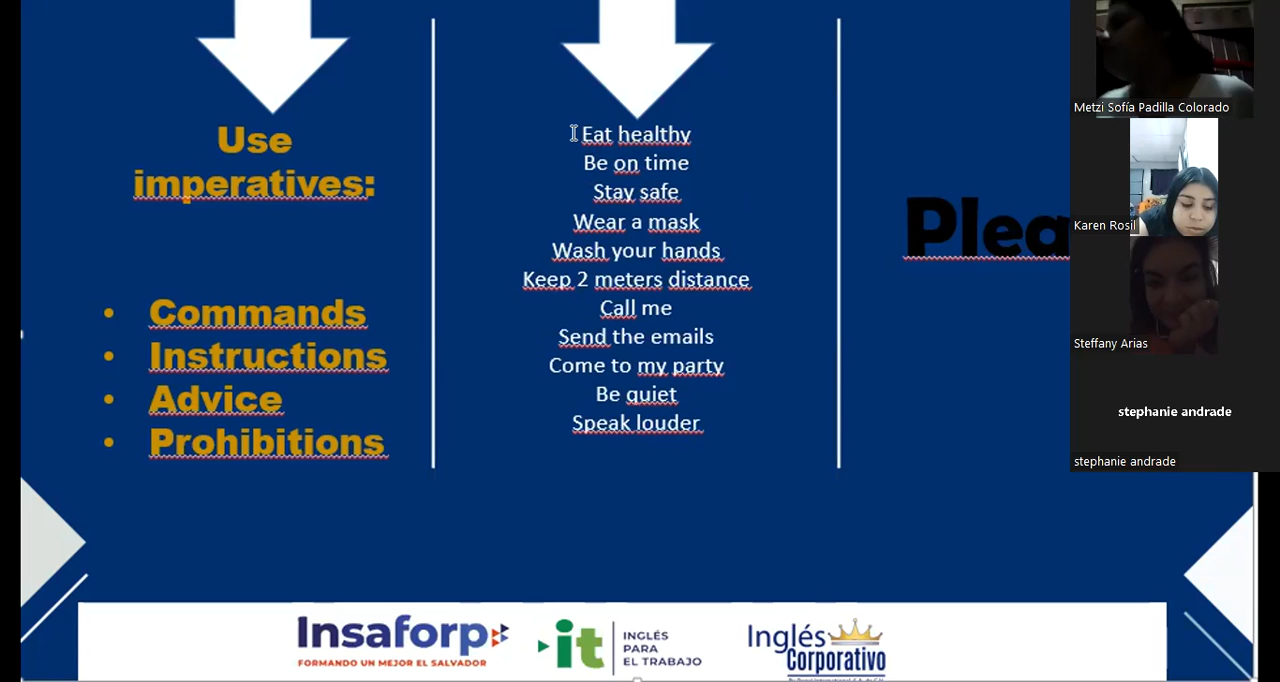 Use
imperatives:
• Commands
• Instructions
• Advice
• Prohibitions
Eat healthy
Be on time
Stay safe
Wear a mask
Wash your hands
Keep 2 meters distance
Call me
Send the emails
Come to my party
Be quiet
Speak louder
Plea
Metzi Sofía Padilla Colorado
Karen Rosil
Steffany Arias
stephanie andrade
stephanie andrade
Insaforp
FORMANDO UN MEJOR EL SALVADOR
it
INGLÉS
PARA
EL TRABAJO
Inglés
Corporativo